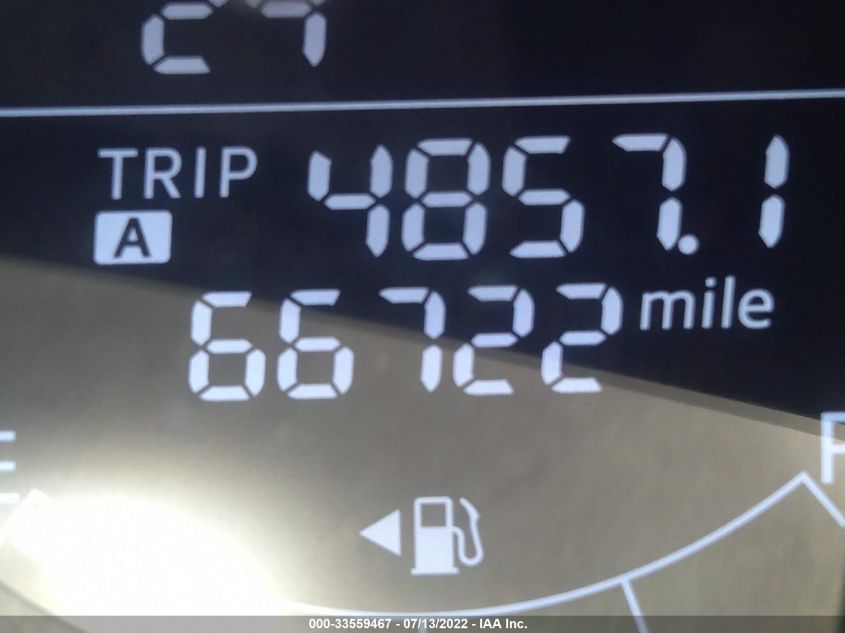 TRIP 4857.1
A
66722 mile
E
F
000-33559467 - 07/13/2022 - IAA Inc.